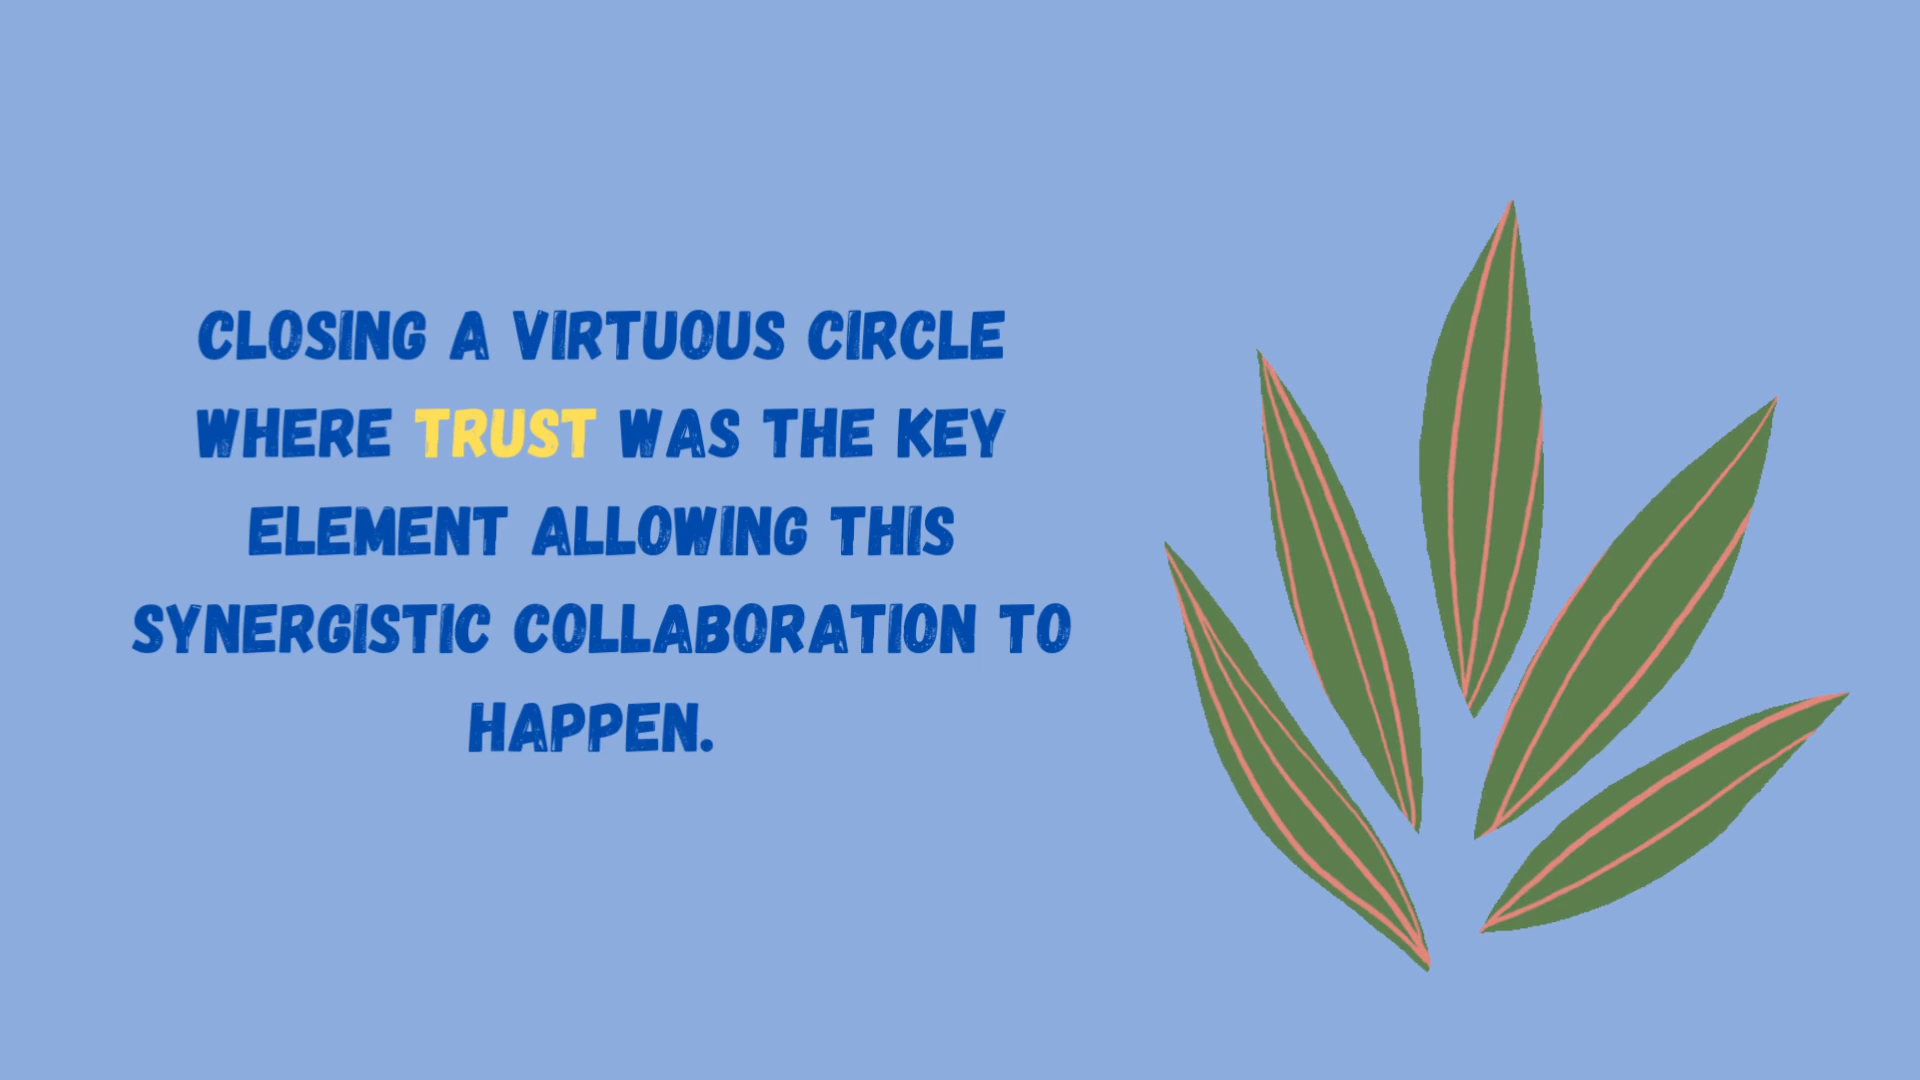 CLOSING A VIRTUOUS CIRCLE
WHERE TRUST WAS THE KEY
ELEMENT ALLOWING THIS
SYNERGISTIC COLLABORATION TO
HAPPEN.